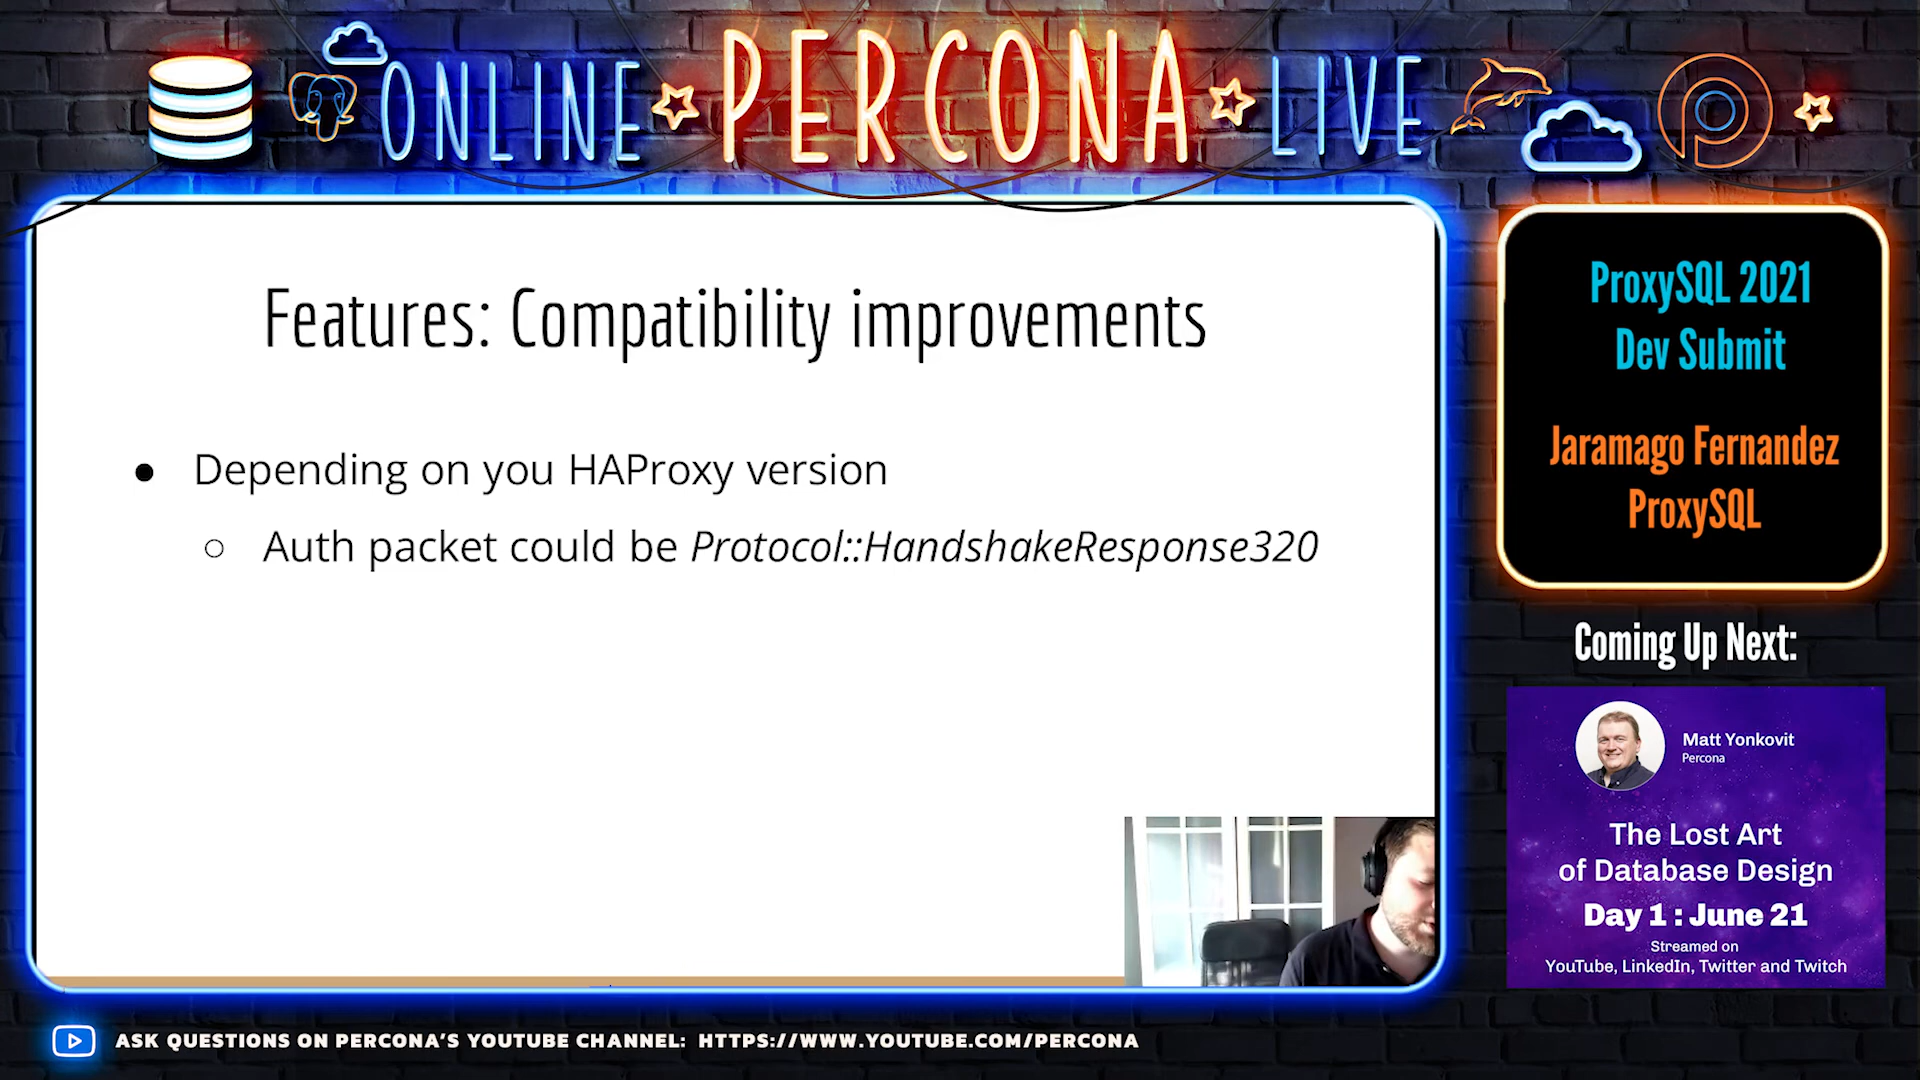 ONLINE PERCONA LIVE
Features: Compatibility improvements
● Depending on you HAProxy version
○ Auth packet could be Protocol::HandshakeResponse320
ProxySQL 2021
Dev Submit
Jaramago Fernandez
ProxySQL
Coming Up Next:
Matt Yonkovit
Percona
The Lost Art
of Database Design
Day 1 : June 21
Streamed on
YouTube, LinkedIn, Twitter and Twitch
ASK QUESTIONS ON PERCONA'S YOUTUBE CHANNEL: HTTPS://WWW.YOUTUBE.COM/PERCONA